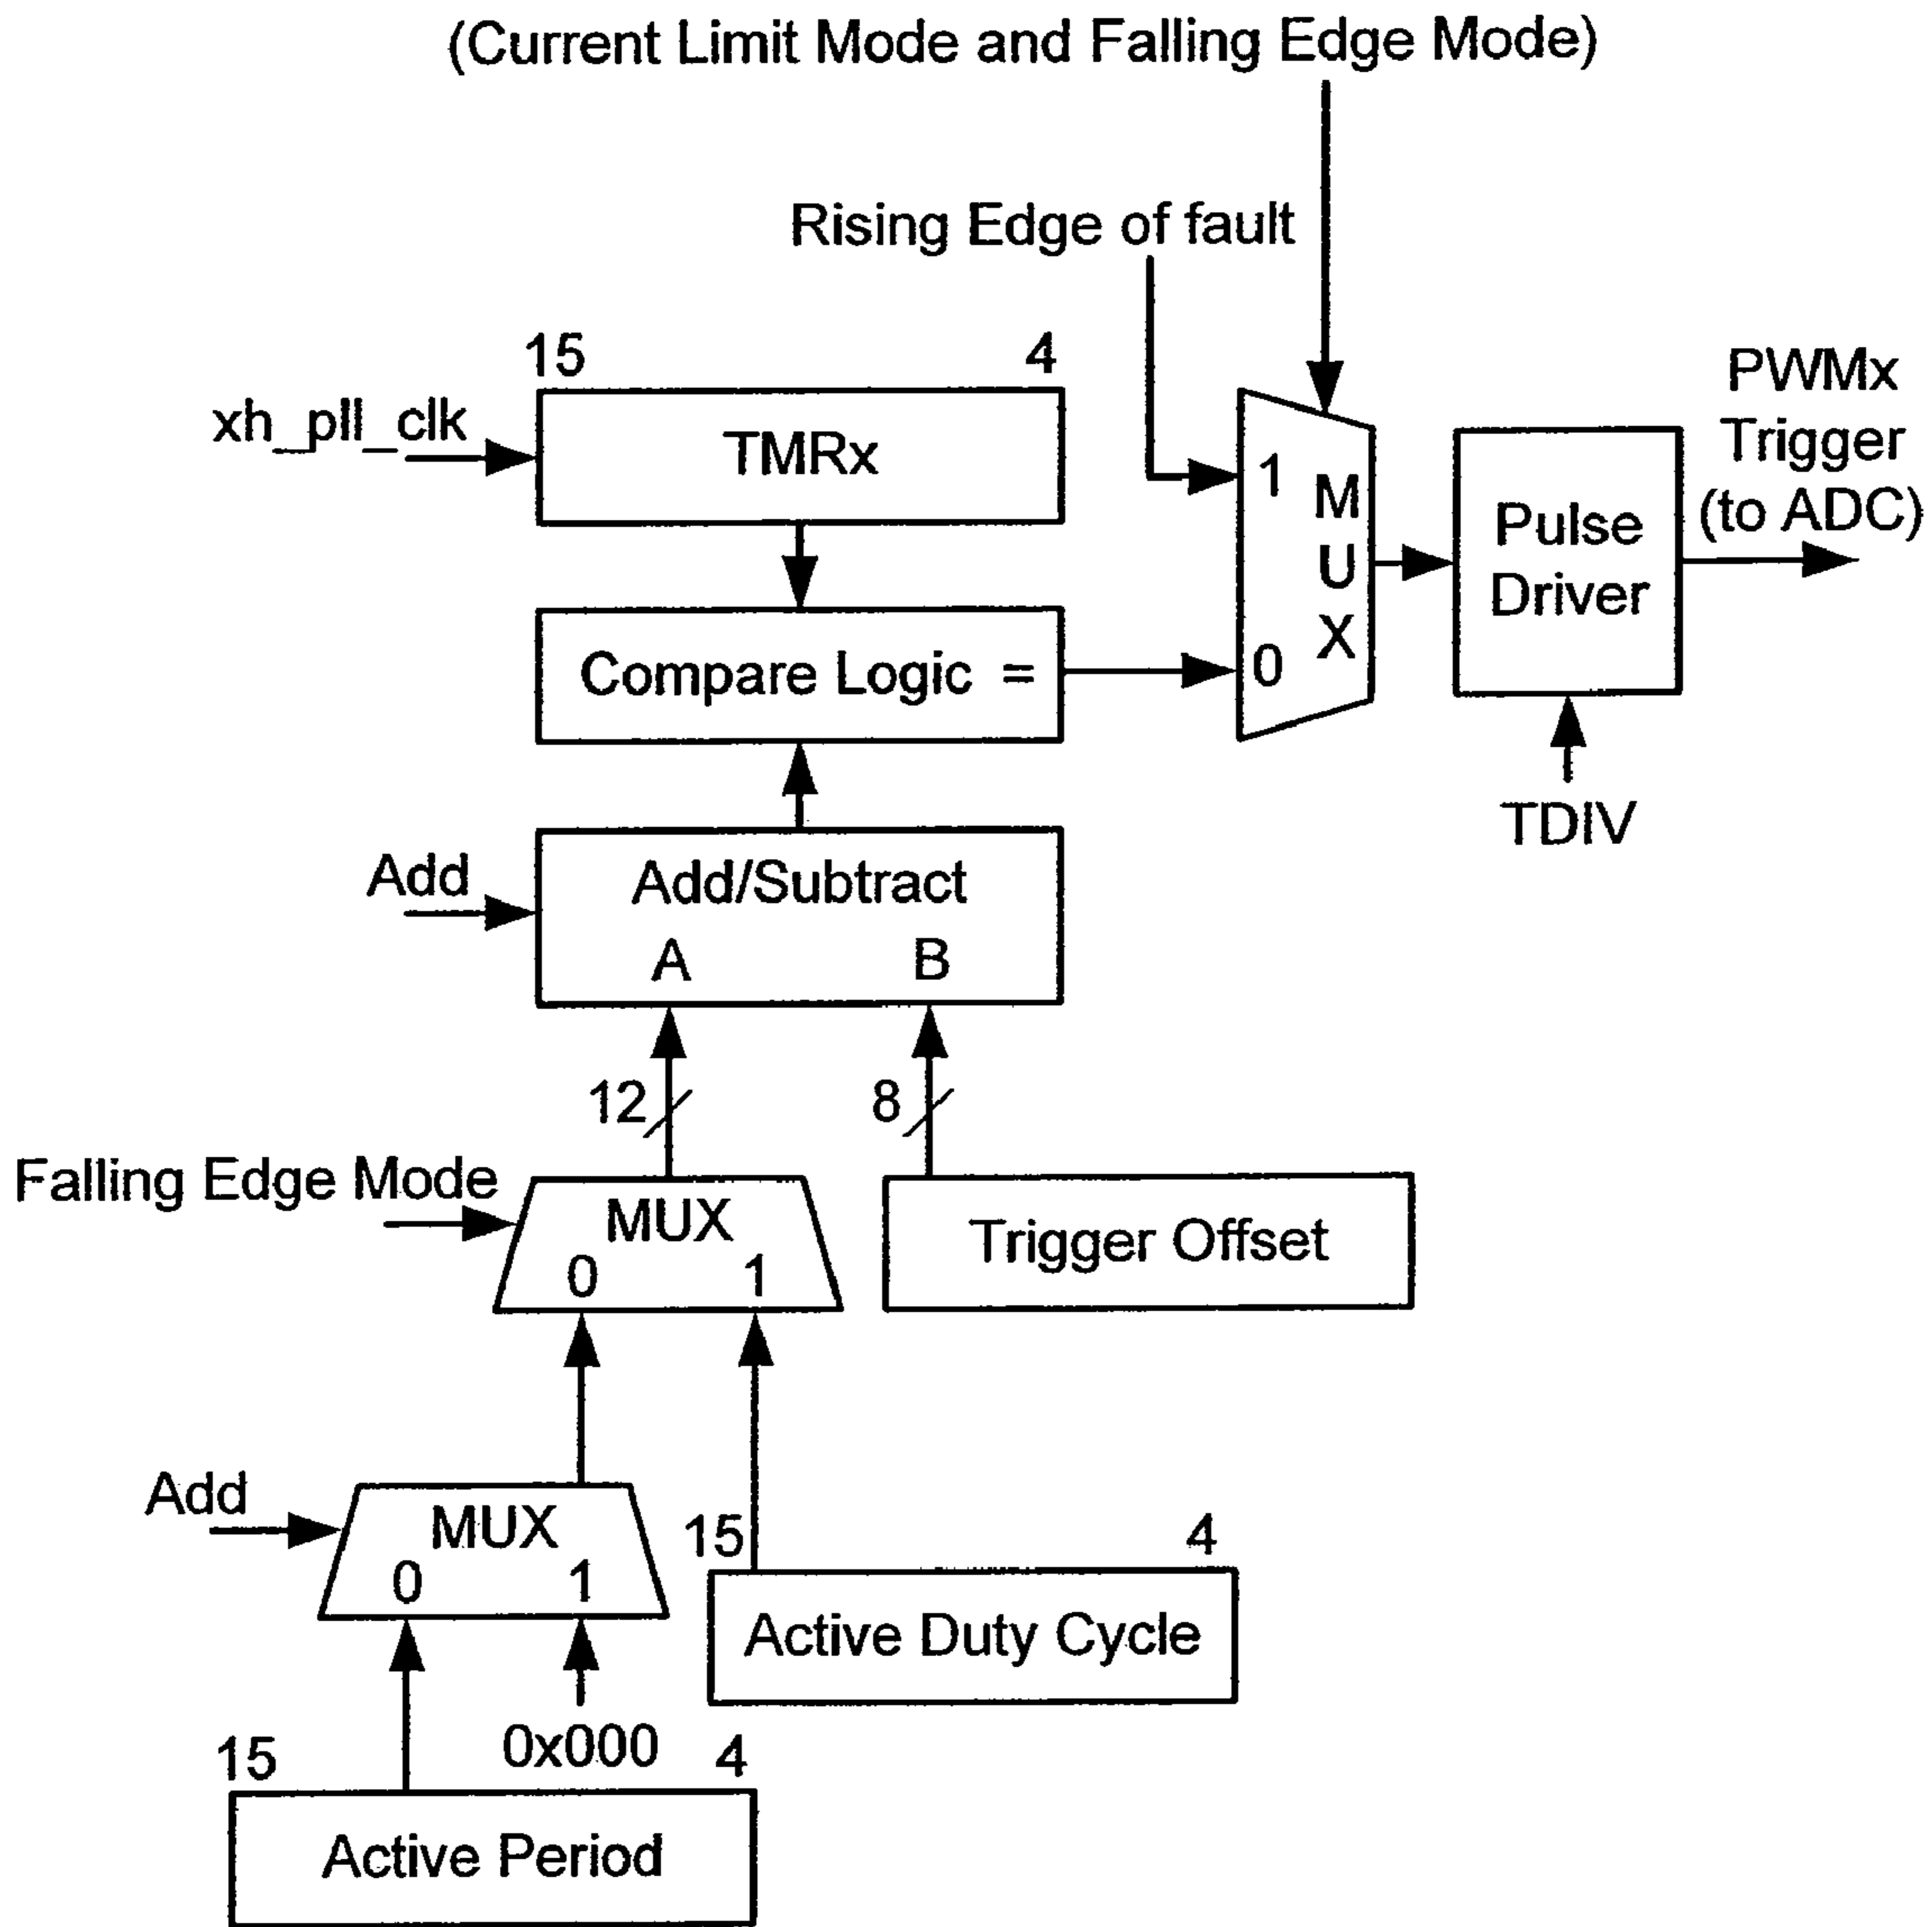 (Current Limit Mode and Falling Edge Mode)
Rising Edge of fault
15
4
xh_pll_clk
TMRx
1
0
M
U
X
Pulse
Driver
PWMx
Trigger
(to ADC)
Compare Logic =
TDIV
Add
Add/Subtract
A
B
12
8
Falling Edge Mode
MUX
0
1
Trigger Offset
Add
MUX
0
1
15
4
Active Duty Cycle
0x000
15
4
Active Period